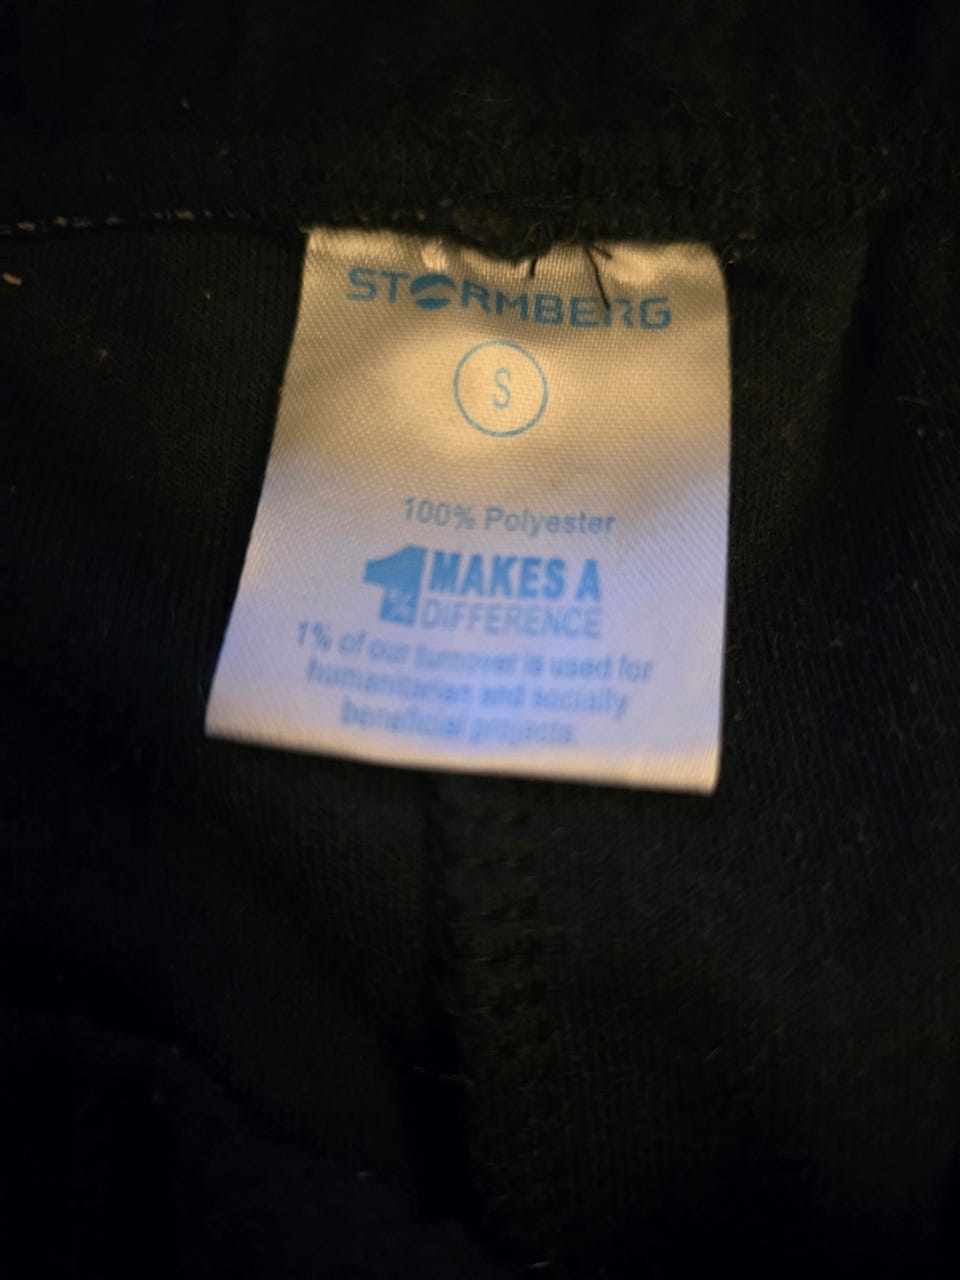 STORMBERG
S
100% Polyester
1% MAKES A
DIFFERENCE
1% of our turnover is used for
humanitarian and socially
beneficial projects.